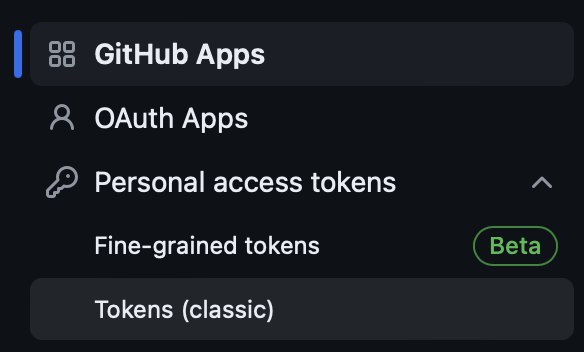 GitHub Apps
OAuth Apps
Personal access tokens
Fine-grained tokens Beta
Tokens (classic)